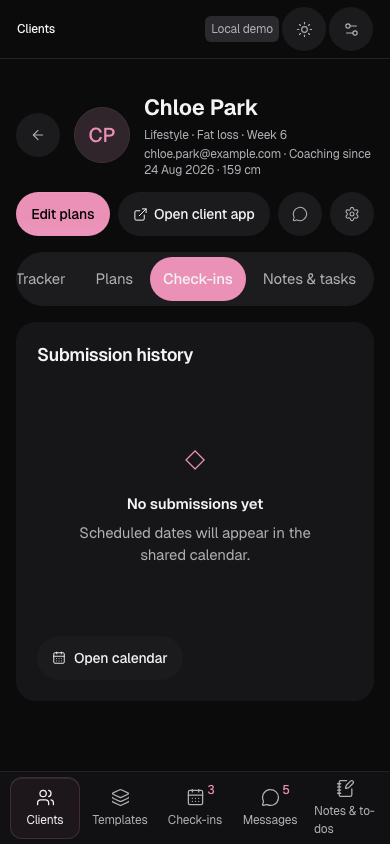 Clients
Local demo
Chloe Park
CP
Lifestyle · Fat loss · Week 6
chloe.park@example.com · Coaching since
24 Aug 2026 · 159 cm
Edit plans
Open client app
Tracker
Plans
Check-ins
Notes & tasks
Submission history
No submissions yet
Scheduled dates will appear in the
shared calendar.
Open calendar
3
5
Clients
Templates
Check-ins
Messages
Notes & to-
dos